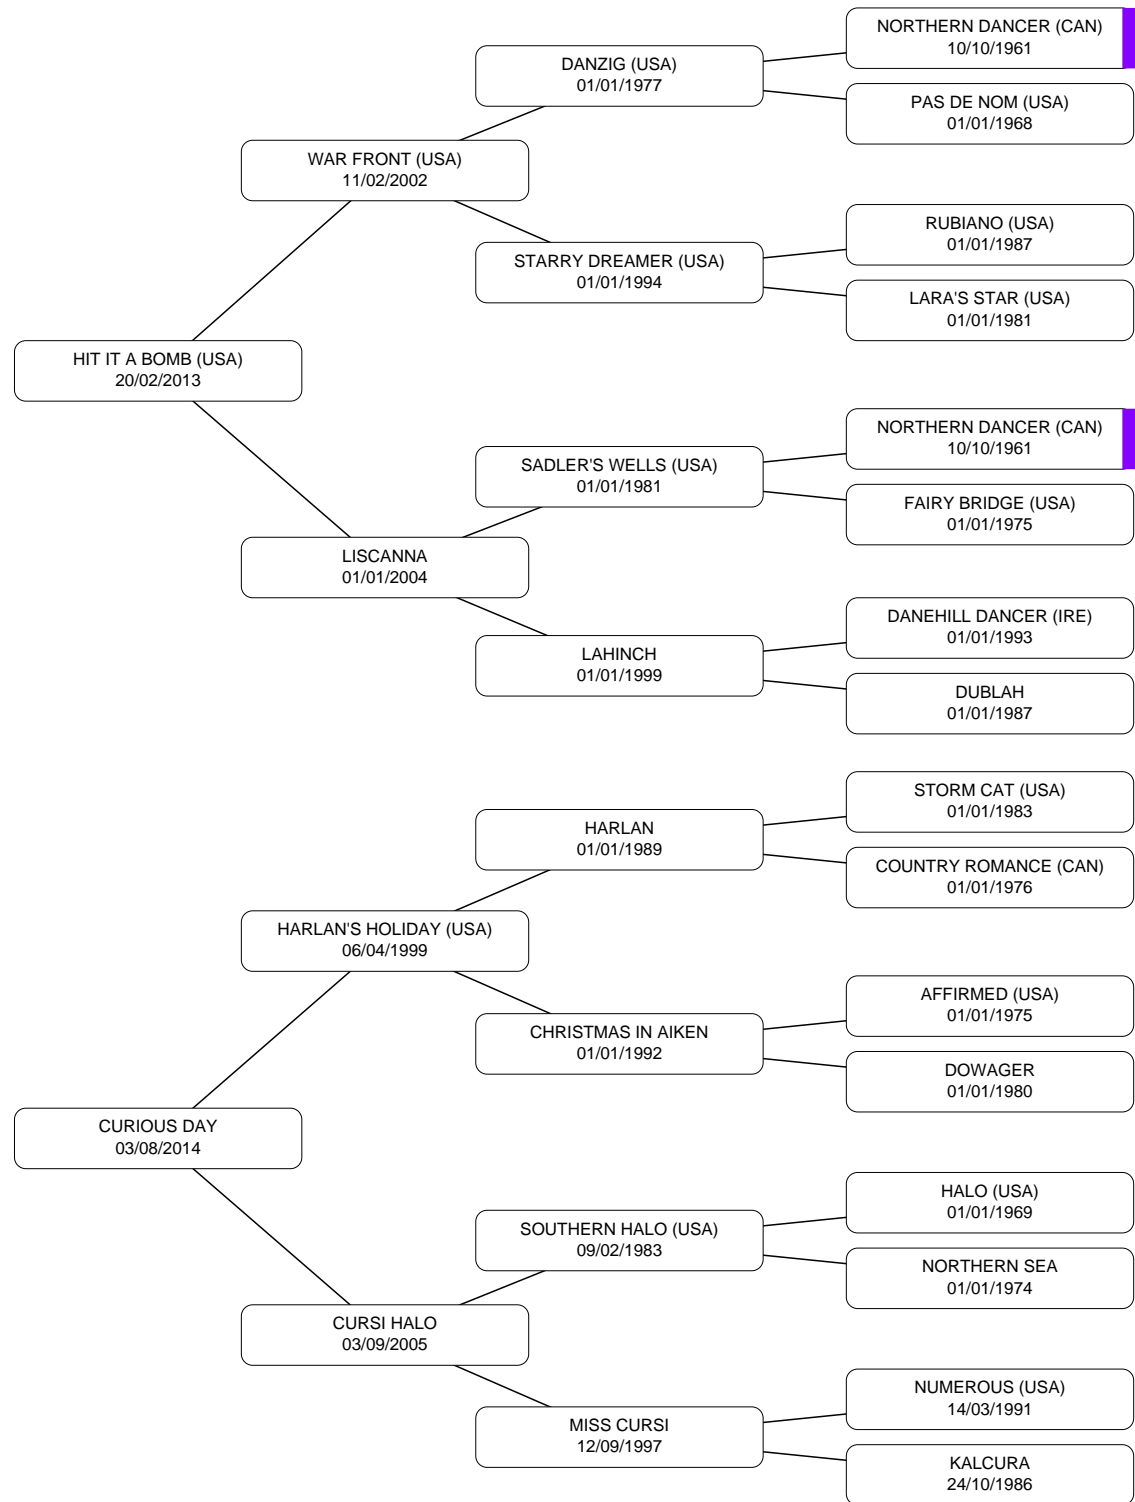 NORTHERN DANCER (CAN)
10/10/1961
DANZIG (USA)
01/01/1977
PAS DE NOM (USA)
01/01/1968
WAR FRONT (USA)
11/02/2002
RUBIANO (USA)
01/01/1987
STARRY DREAMER (USA)
01/01/1994
LARA'S STAR (USA)
01/01/1981
HIT IT A BOMB (USA)
20/02/2013
NORTHERN DANCER (CAN)
10/10/1961
SADLER'S WELLS (USA)
01/01/1981
FAIRY BRIDGE (USA)
01/01/1975
LISCANNA
01/01/2004
DANEHILL DANCER (IRE)
01/01/1993
LAHINCH
01/01/1999
DUBLAH
01/01/1987
STORM CAT (USA)
01/01/1983
HARLAN
01/01/1989
COUNTRY ROMANCE (CAN)
01/01/1976
HARLAN'S HOLIDAY (USA)
06/04/1999
AFFIRMED (USA)
01/01/1975
CHRISTMAS IN AIKEN
01/01/1992
DOWAGER
01/01/1980
CURIOUS DAY
03/08/2014
HALO (USA)
01/01/1969
SOUTHERN HALO (USA)
09/02/1983
NORTHERN SEA
01/01/1974
CURSI HALO
03/09/2005
NUMEROUS (USA)
14/03/1991
MISS CURSI
12/09/1997
KALCURA
24/10/1986